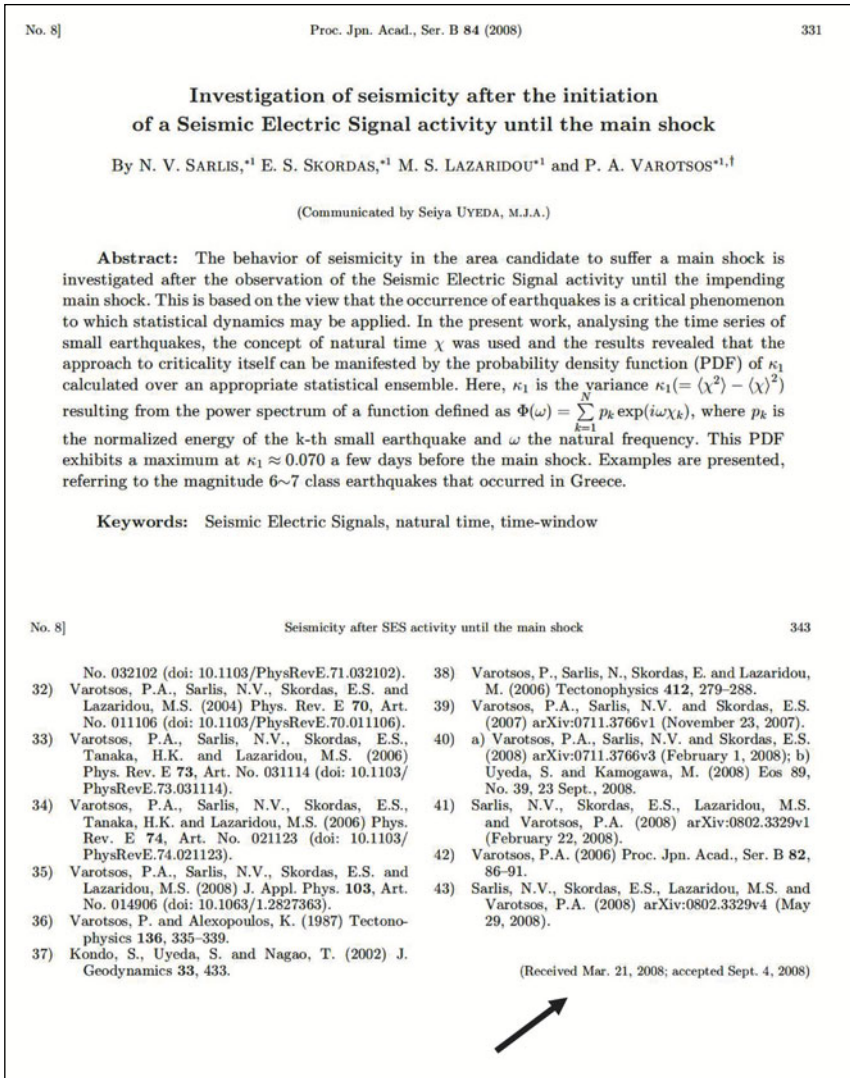 No. 8]
Proc. Jpn. Acad., Ser. B 84 (2008)
331
Investigation of seismicity after the initiation
of a Seismic Electric Signal activity until the main shock
By N. V. SARLIS,*1 E. S. SKORDAS,*1 M. S. LAZARIDOU*1 and P. A. VAROTSOS*1,†
(Communicated by Seiya UYEDA, M.J.A.)
Abstract: The behavior of seismicity in the area candidate to suffer a main shock is
investigated after the observation of the Seismic Electric Signal activity until the impending
main shock. This is based on the view that the occurrence of earthquakes is a critical phenomenon
to which statistical dynamics may be applied. In the present work, analysing the time series of
small earthquakes, the concept of natural time χ was used and the results revealed that the
approach to criticality itself can be manifested by the probability density function (PDF) of κ1
calculated over an appropriate statistical ensemble. Here, κ1 is the variance κ1(= ⟨χ²⟩ − ⟨χ⟩²)
resulting from the power spectrum of a function defined as Φ(ω) = N∑k=1 pk exp(iωχk), where pk is
the normalized energy of the k-th small earthquake and ω the natural frequency. This PDF
exhibits a maximum at κ1 ≈ 0.070 a few days before the main shock. Examples are presented,
referring to the magnitude 6~7 class earthquakes that occurred in Greece.
Keywords: Seismic Electric Signals, natural time, time-window
No. 8]
Seismicity after SES activity until the main shock
343
No. 032102 (doi: 10.1103/PhysRevE.71.032102).
32) Varotsos, P.A., Sarlis, N.V., Skordas, E.S. and
Lazaridou, M.S. (2004) Phys. Rev. E 70, Art.
No. 011106 (doi: 10.1103/PhysRevE.70.011106).
33) Varotsos, P.A., Sarlis, N.V., Skordas, E.S.,
Tanaka, H.K. and Lazaridou, M.S. (2006)
Phys. Rev. E 73, Art. No. 031114 (doi: 10.1103/
PhysRevE.73.031114).
34) Varotsos, P.A., Sarlis, N.V., Skordas, E.S.,
Tanaka, H.K. and Lazaridou, M.S. (2006) Phys.
Rev. E 74, Art. No. 021123 (doi: 10.1103/
PhysRevE.74.021123).
35) Varotsos, P.A., Sarlis, N.V., Skordas, E.S. and
Lazaridou, M.S. (2008) J. Appl. Phys. 103, Art.
No. 014906 (doi: 10.1063/1.2827363).
36) Varotsos, P. and Alexopoulos, K. (1987) Tectono-
physics 136, 335–339.
37) Kondo, S., Uyeda, S. and Nagao, T. (2002) J.
Geodynamics 33, 433.
38) Varotsos, P., Sarlis, N., Skordas, E. and Lazaridou,
M. (2006) Tectonophysics 412, 279–288.
39) Varotsos, P.A., Sarlis, N.V. and Skordas, E.S.
(2007) arXiv:0711.3766v1 (November 23, 2007).
40) a) Varotsos, P.A., Sarlis, N.V. and Skordas, E.S.
(2008) arXiv:0711.3766v3 (February 1, 2008); b)
Uyeda, S. and Kamogawa, M. (2008) Eos 89,
No. 39, 23 Sept., 2008.
41) Sarlis, N.V., Skordas, E.S., Lazaridou, M.S.
and Varotsos, P.A. (2008) arXiv:0802.3329v1
(February 22, 2008).
42) Varotsos, P.A. (2006) Proc. Jpn. Acad., Ser. B 82,
86–91.
43) Sarlis, N.V., Skordas, E.S., Lazaridou, M.S. and
Varotsos, P.A. (2008) arXiv:0802.3329v4 (May
29, 2008).
(Received Mar. 21, 2008; accepted Sept. 4, 2008)